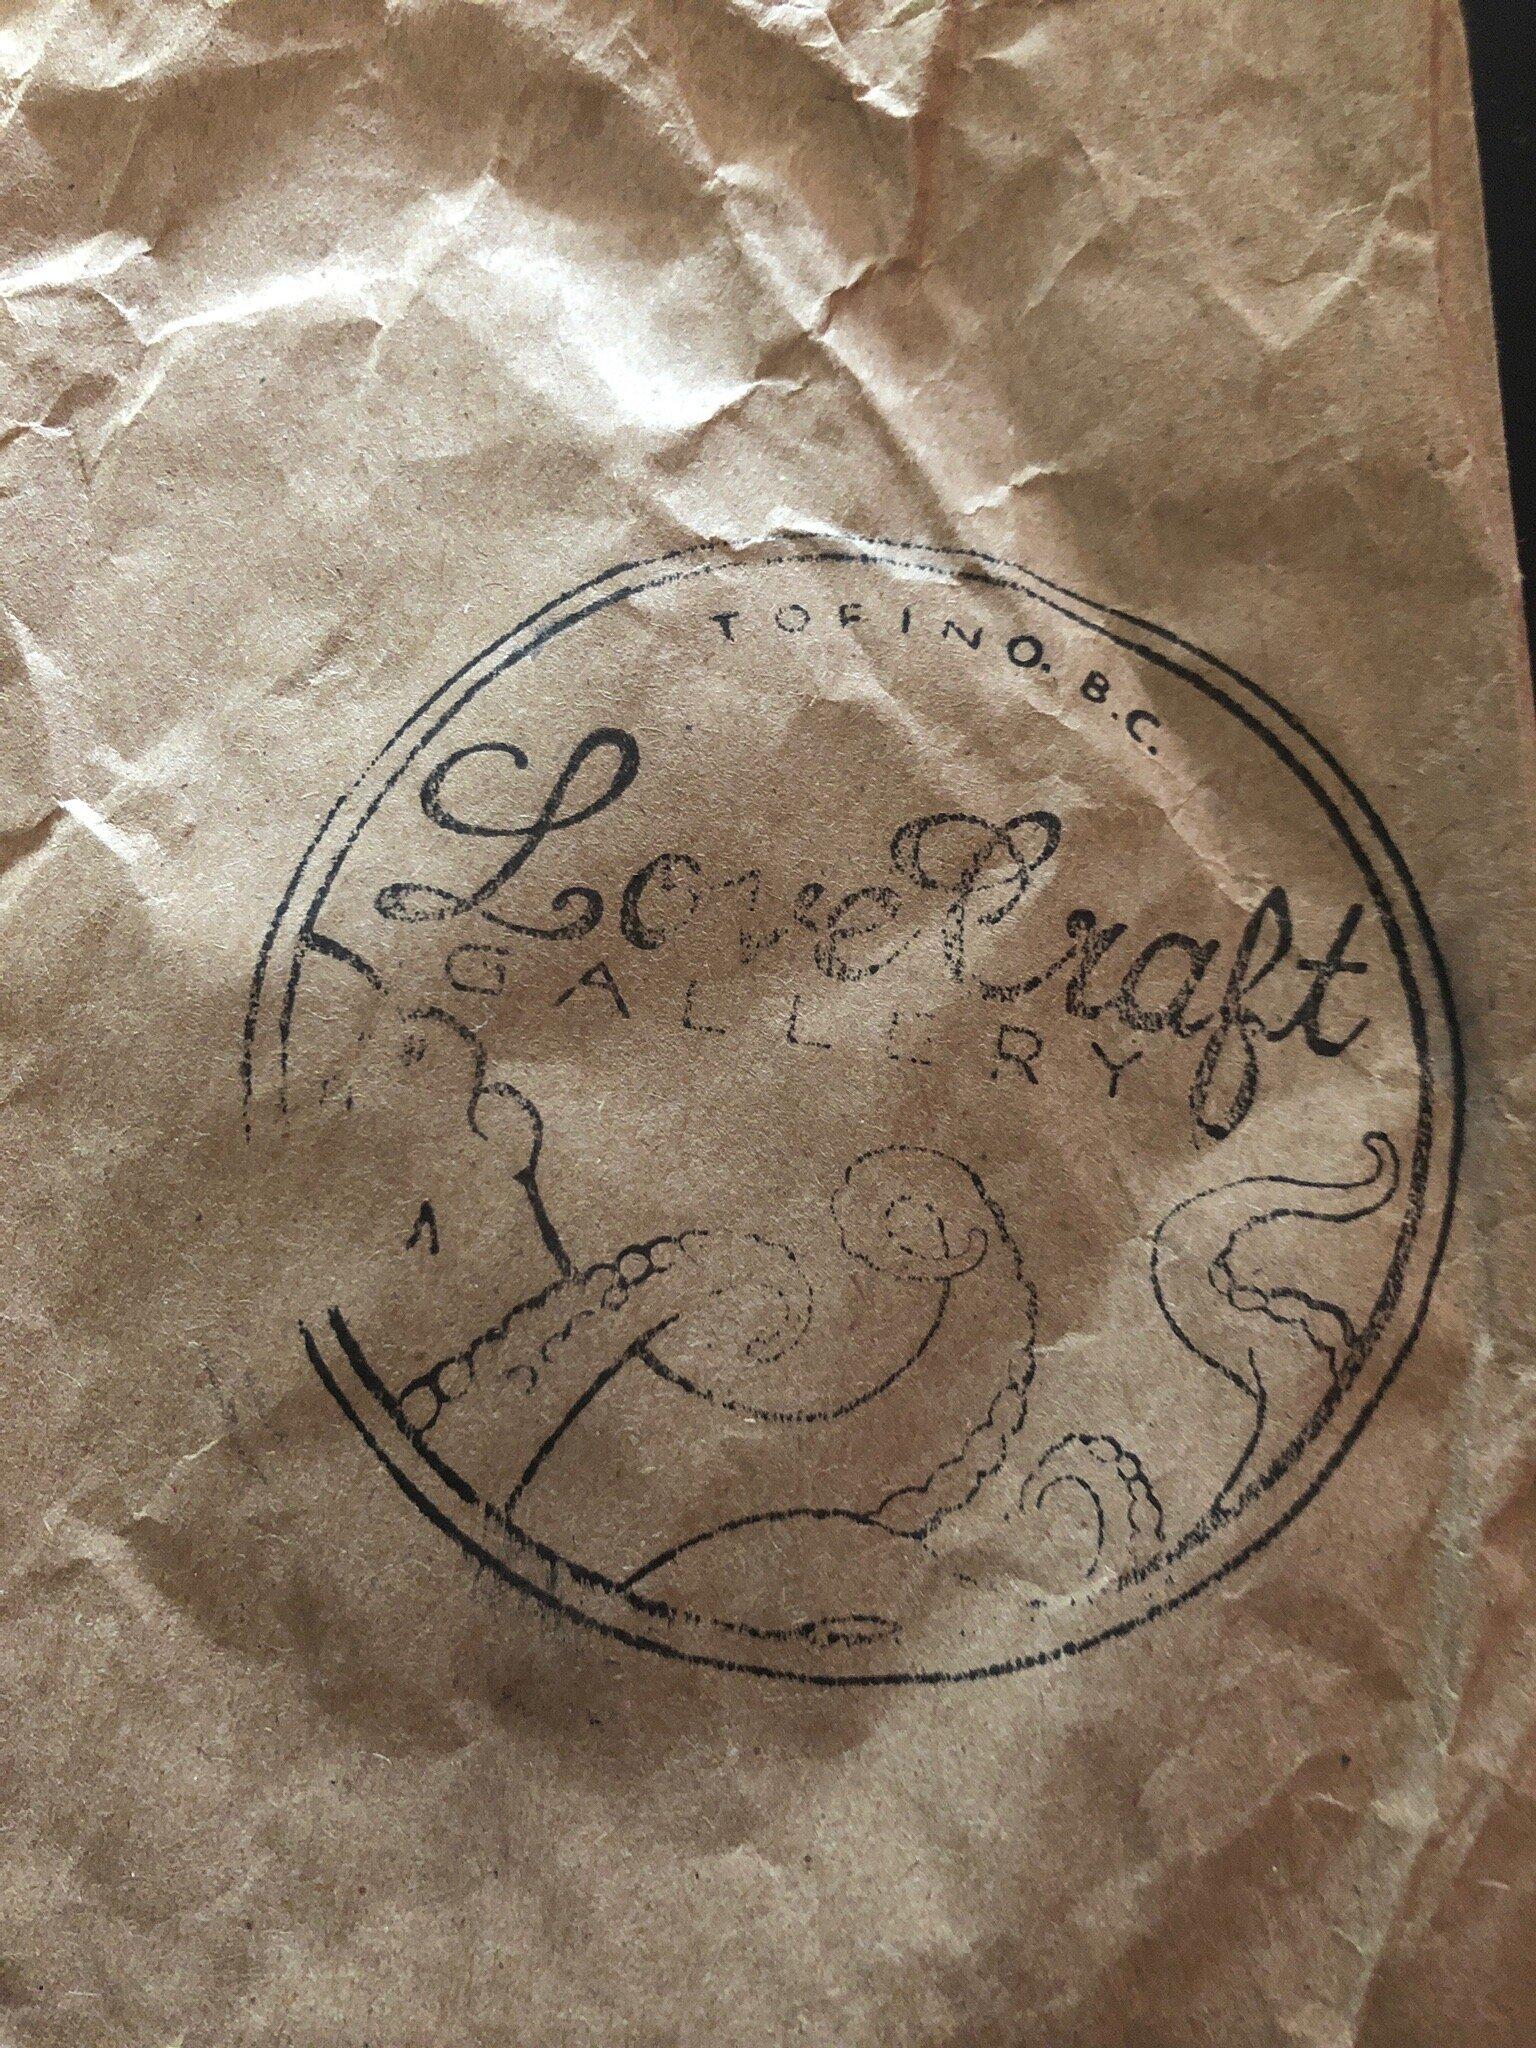 TOFINO. B.C.
LoveCraft
GALLERY